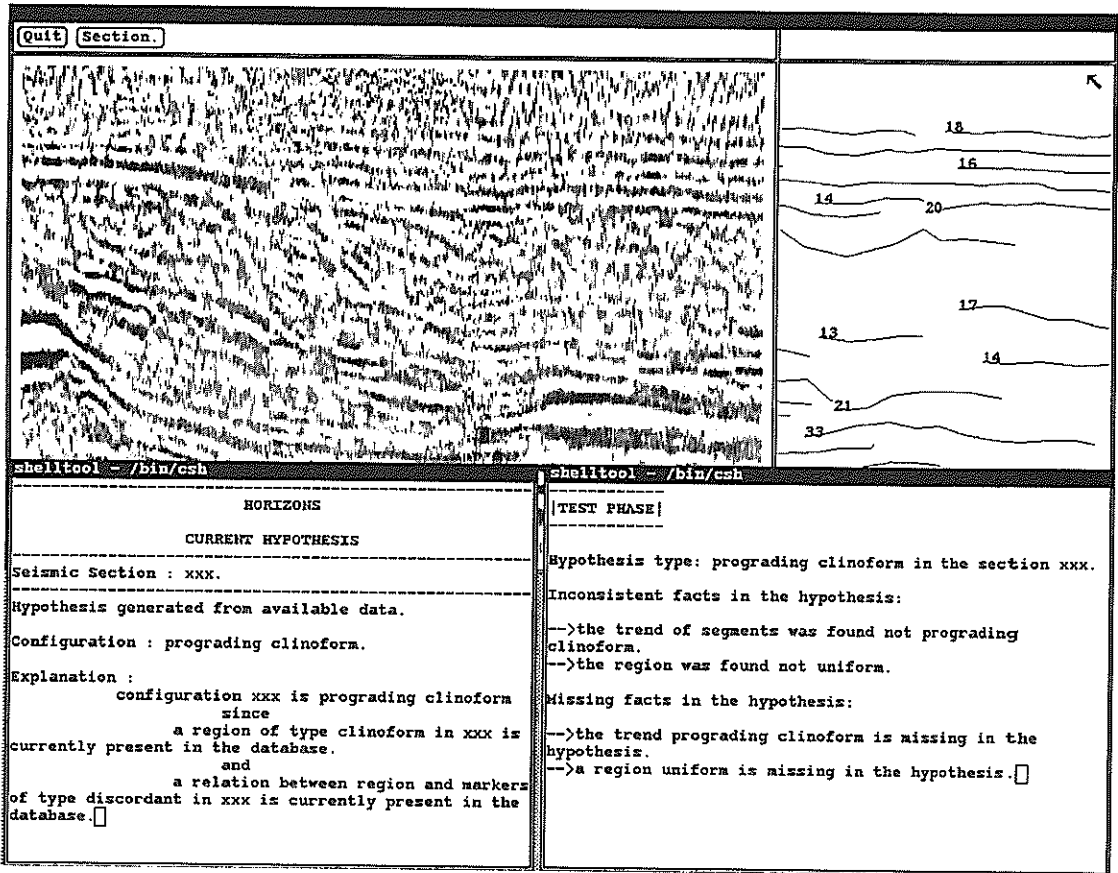 Quit Section.
18
16
14
20
17
13
14
21
33
shelltool - /bin/csh
HORIZONS
CURRENT HYPOTHESIS
Seismic Section : xxx.
Hypothesis generated from available data.
Configuration : prograding clinoform.
Explanation :
configuration xxx is prograding clinoform
since
a region of type clinoform in xxx is
currently present in the database.
and
a relation between region and markers
of type discordant in xxx is currently present in the
database.
shelltool - /bin/csh
|TEST PHASE|
Hypothesis type: prograding clinoform in the section xxx.
Inconsistent facts in the hypothesis:
-->the trend of segments was found not prograding
clinoform.
-->the region was found not uniform.
Missing facts in the hypothesis:
-->the trend prograding clinoform is missing in the
hypothesis.
-->a region uniform is missing in the hypothesis.